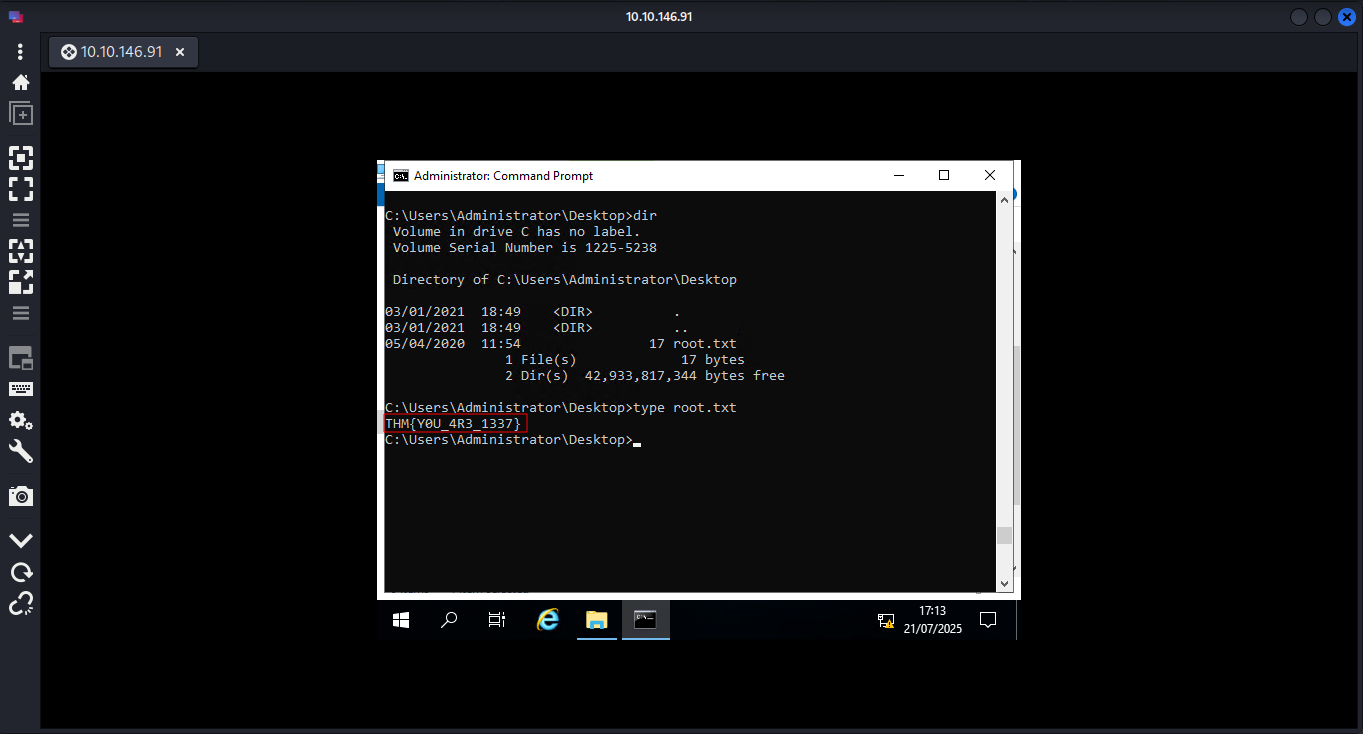 10.10.146.91
10.10.146.91
Administrator: Command Prompt
C:\Users\Administrator\Desktop>dir
Volume in drive C has no label.
Volume Serial Number is 1225-5238
Directory of C:\Users\Administrator\Desktop
03/01/2021  18:49    <DIR>          .
03/01/2021  18:49    <DIR>          ..
05/04/2020  11:54                17 root.txt
1 File(s)             17 bytes
2 Dir(s)  42,933,817,344 bytes free
C:\Users\Administrator\Desktop>type root.txt
THM{Y0U_4R3_1337}
C:\Users\Administrator\Desktop>
17:13
21/07/2025